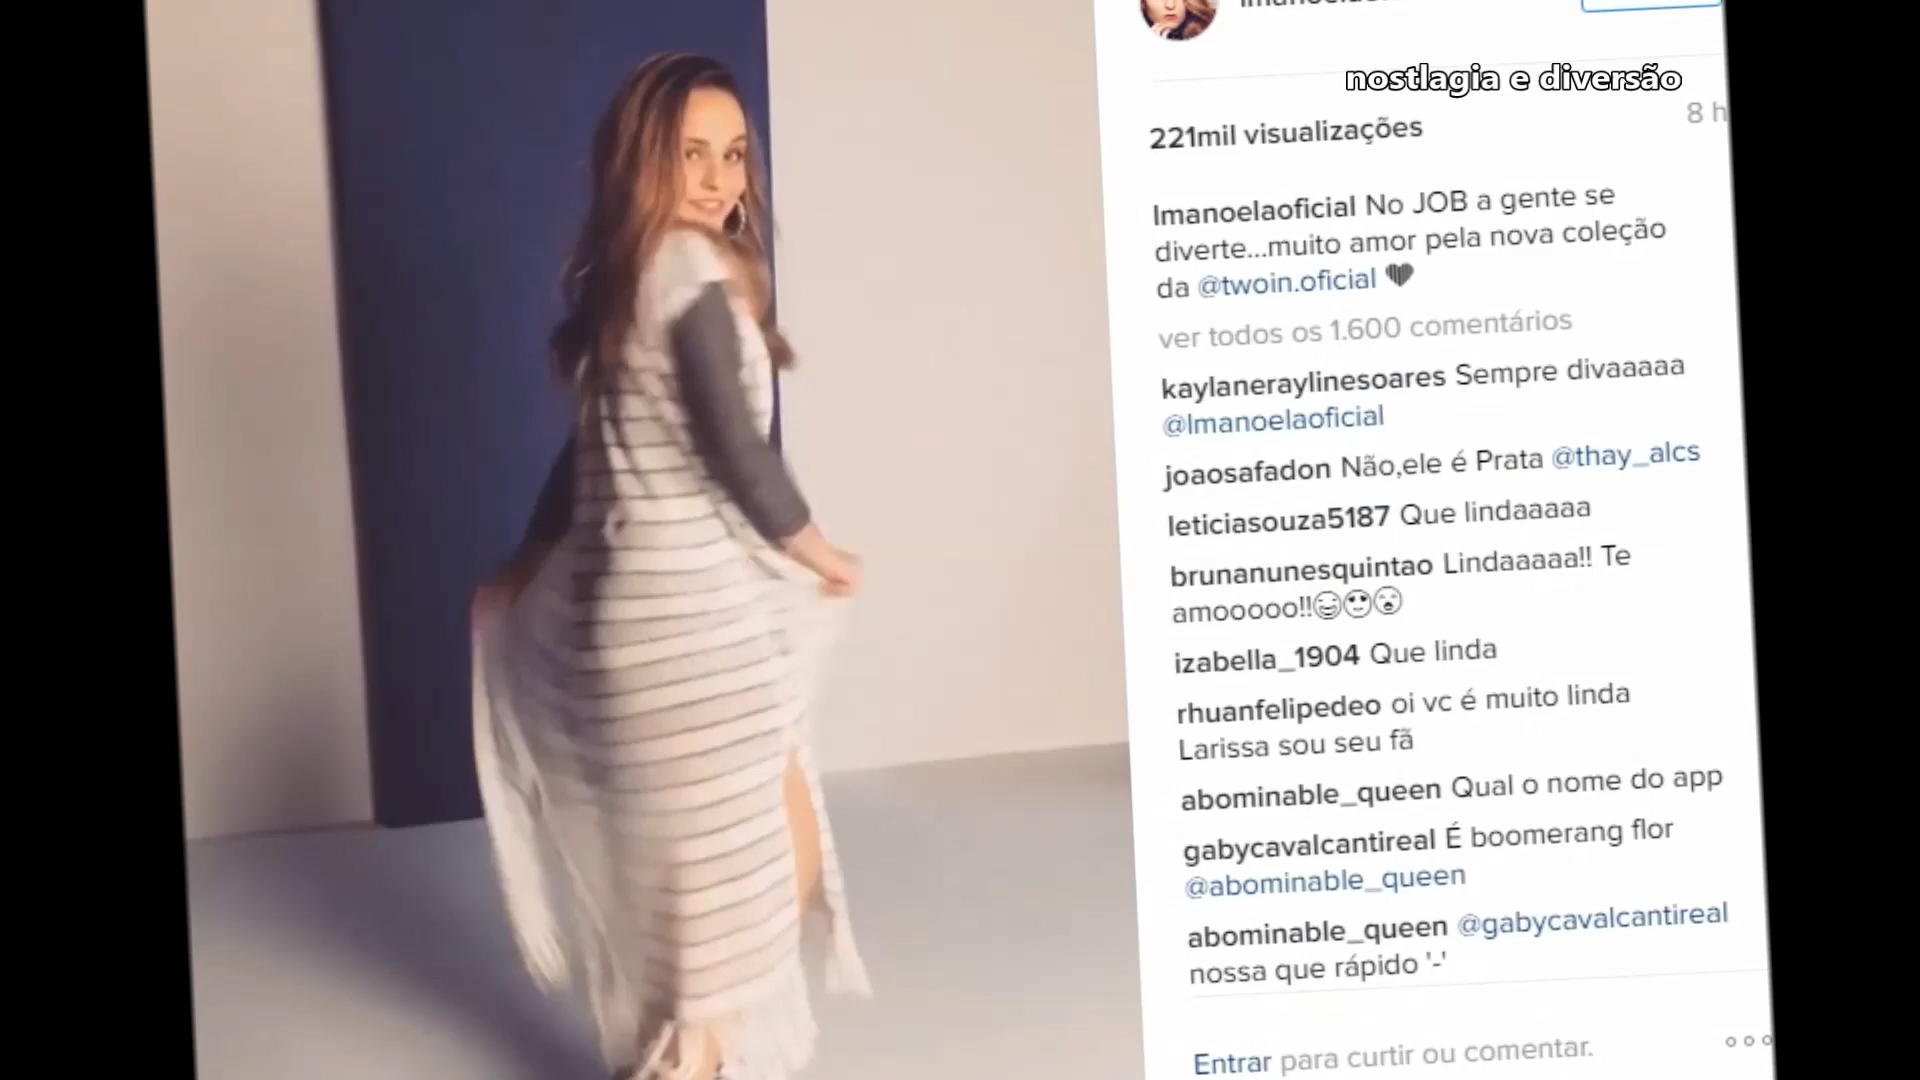 nostlagia e diversão
8 h
221mil visualizações
lmanoelaoficial No JOB a gente se
diverte...muito amor pela nova coleção
da @twoin.oficial 🖤
ver todos os 1.600 comentários
kaylaneraylinesoares Sempre divaaaaa
@lmanoelaoficial
joaosafadon Não,ele é Prata @thay_alcs
leticiasouza5187 Que lindaaaaa
brunanunesquintao Lindaaaaa!! Te
amooooo!!
izabella_1904 Que linda
rhuanfelipedeo oi vc é muito linda
Larissa sou seu fã
abominable_queen Qual o nome do app
gabycavalcantireal É boomerang flor
@abominable_queen
abominable_queen @gabycavalcantireal
nossa que rápido '-'
Entrar para curtir ou comentar.